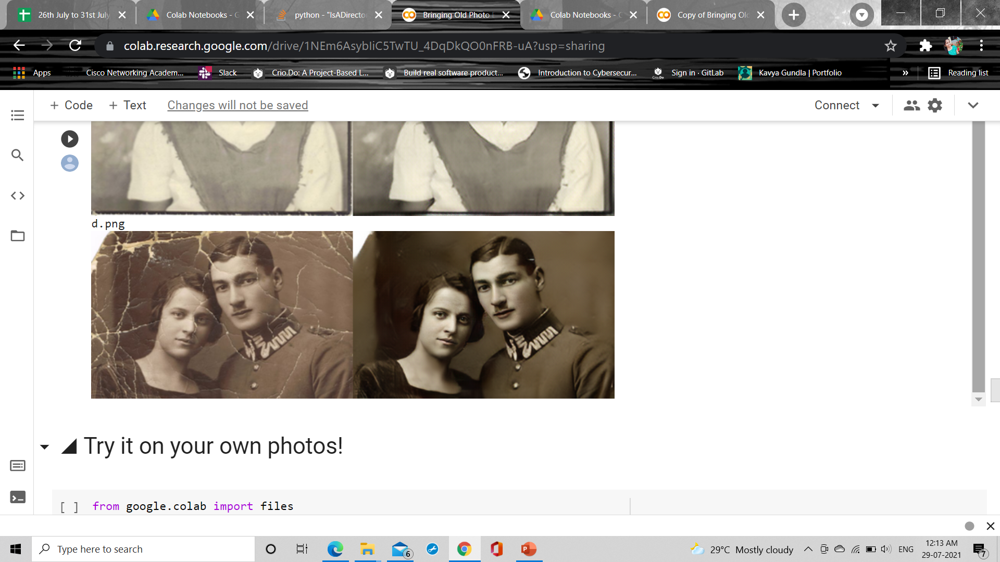 26th July to 31st July
Colab Notebooks - G
python - "IsADirecto
Bringing Old Photo
Colab Notebooks -
Copy of Bringing Ol
colab.research.google.com/drive/1NEm6AsybIiC5TwTU_4DqDkQO0nFRB-uA?usp=sharing
Apps
Cisco Networking Academ...
Slack
Crio.Do: A Project-Based L...
Build real software product...
Introduction to Cybersecur...
Crio.Do
Sign in · GitLab
Kavya Gundla | Portfolio
»
Reading list
+ Code
+ Text
Changes will not be saved
Connect
d.png
Try it on your own photos!
[ ] from google.colab import files
Type here to search
6
P
29°C Mostly cloudy
ENG
12:13 AM
29-07-2021
7